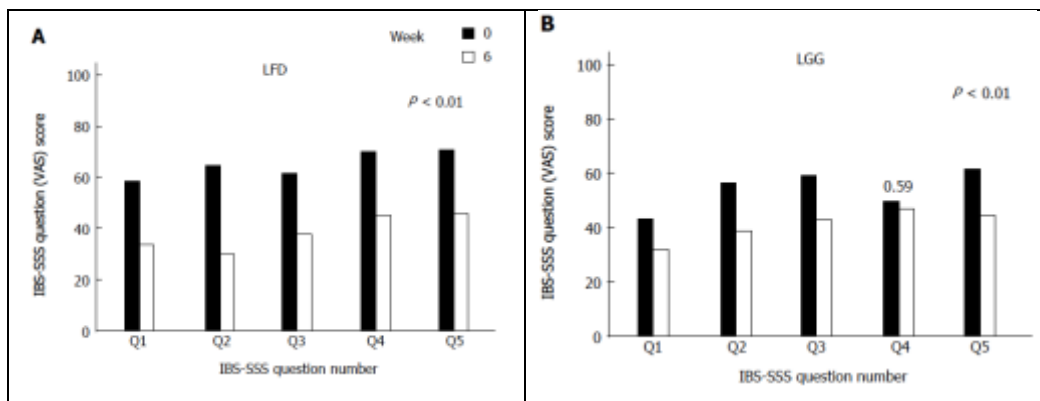 A
Week ■ 0
□ 6
LFD
P < 0.01
100
80
60
40
20
0
IBS-SSS question (VAS) score
Q1 Q2 Q3 Q4 Q5
IBS-SSS question number
B
LGG
P < 0.01
100
80
60
40
20
0
IBS-SSS question (VAS) score
0.59
Q1 Q2 Q3 Q4 Q5
IBS-SSS question number